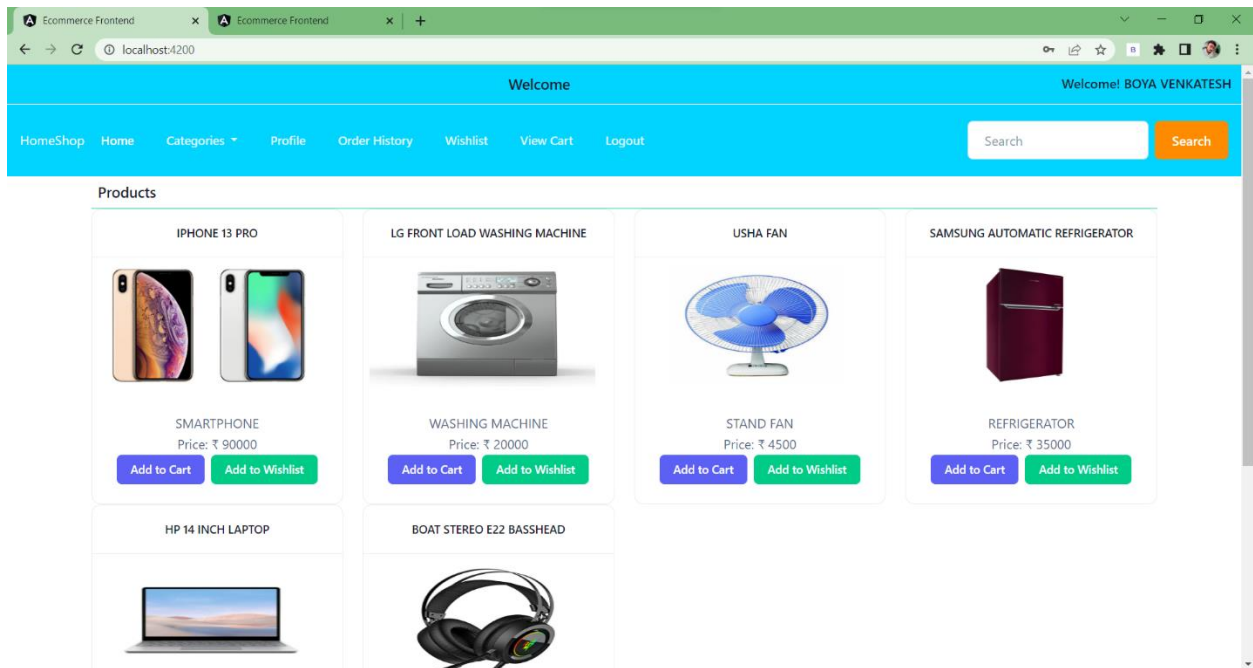 Ecommerce Frontend
Ecommerce Frontend
localhost:4200
B
Welcome
Welcome! BOYA VENKATESH
HomeShop Home Categories Profile Order History Wishlist View Cart Logout Search Search
Products
IPHONE 13 PRO
SMARTPHONE
Price: ₹ 90000
Add to Cart Add to Wishlist
LG FRONT LOAD WASHING MACHINE
WASHING MACHINE
Price: ₹ 20000
Add to Cart Add to Wishlist
USHA FAN
STAND FAN
Price: ₹ 4500
Add to Cart Add to Wishlist
SAMSUNG AUTOMATIC REFRIGERATOR
REFRIGERATOR
Price: ₹ 35000
Add to Cart Add to Wishlist
HP 14 INCH LAPTOP
BOAT STEREO E22 BASSHEAD